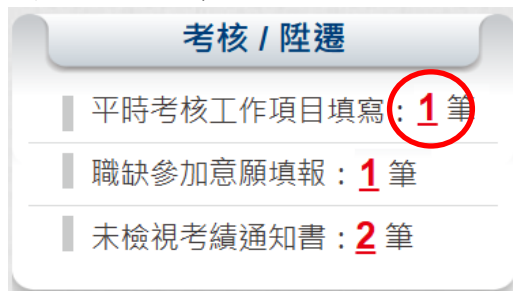 考核 / 陞遷
平時考核工作項目填寫：1 筆
職缺參加意願填報：1 筆
未檢視考績通知書：2 筆